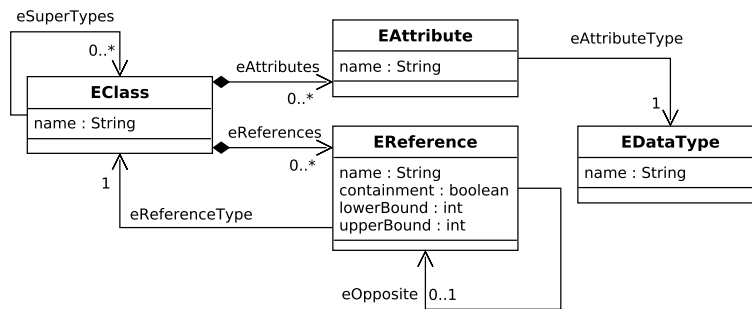 eSuperTypes
0..*
EClass
name : String
eAttributes
0..*
EAttribute
name : String
eAttributeType
1
EDataType
name : String
eReferences
0..*
EReference
name : String
containment : boolean
lowerBound : int
upperBound : int
1
eReferenceType
eOpposite
0..1